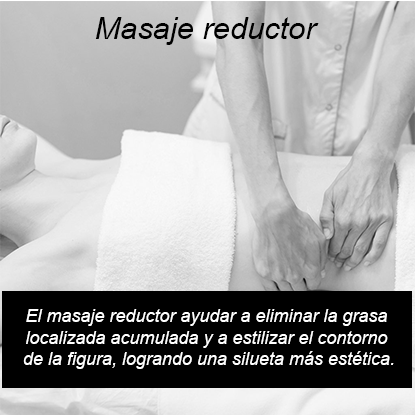 Masaje reductor
El masaje reductor ayudar a eliminar la grasa
localizada acumulada y a estilizar el contorno
de la figura, logrando una silueta más estética.